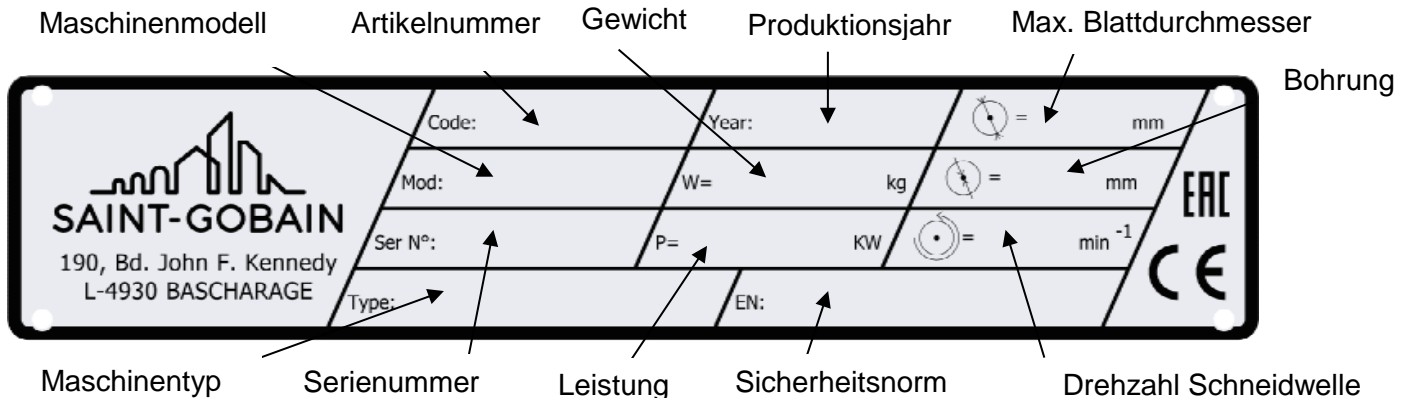 Maschinenmodell Artikelnummer Gewicht Produktionsjahr Max. Blattdurchmesser
Bohrung
Code: Year: = mm
Mod: W= kg = mm
Ser N°: P= KW = min -1
Type: EN:
SAINT-GOBAIN
190, Bd. John F. Kennedy
L-4930 BASCHARAGE
EAC
CE
Maschinentyp Serienummer Leistung Sicherheitsnorm Drehzahl Schneidwelle